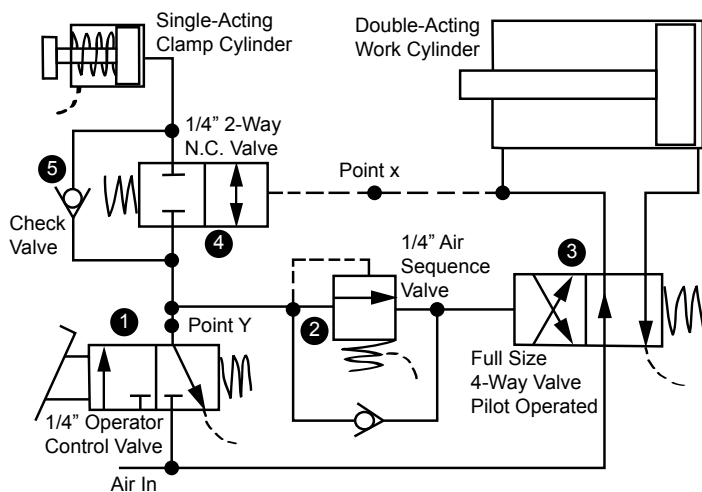 Single-Acting
Clamp Cylinder
Double-Acting
Work Cylinder
1/4” 2-Way
N.C. Valve
5
Point x
Check
Valve
4
1/4” Air
Sequence
Valve
3
1
Point Y
2
1/4” Operator
Control Valve
Full Size
4-Way Valve
Pilot Operated
Air In